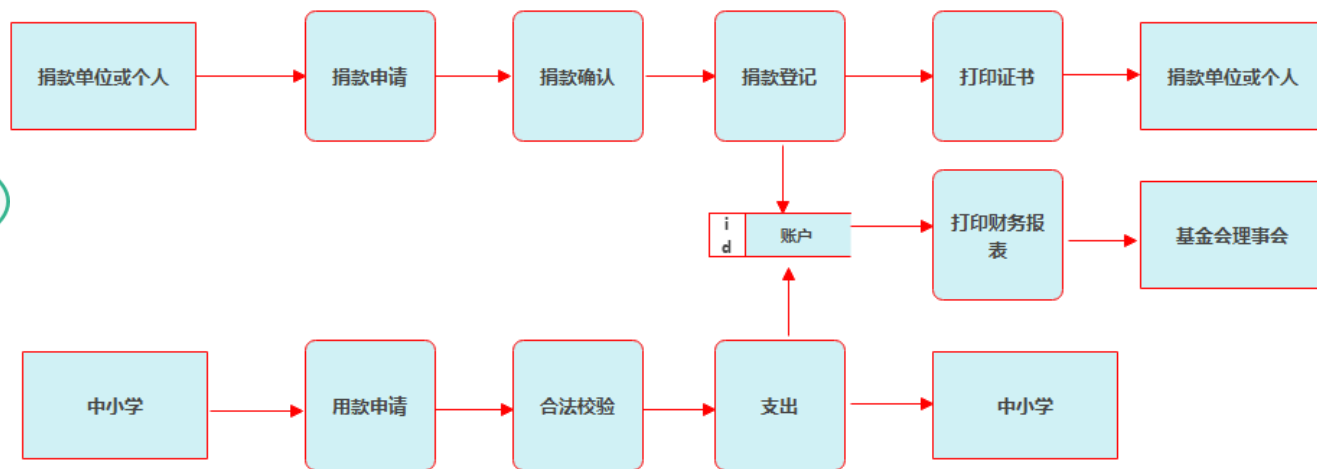 捐款单位或个人
捐款申请
捐款确认
捐款登记
打印证书
捐款单位或个人
i
d
账户
打印财务报
表
基金会理事会
中小学
用款申请
合法校验
支出
中小学